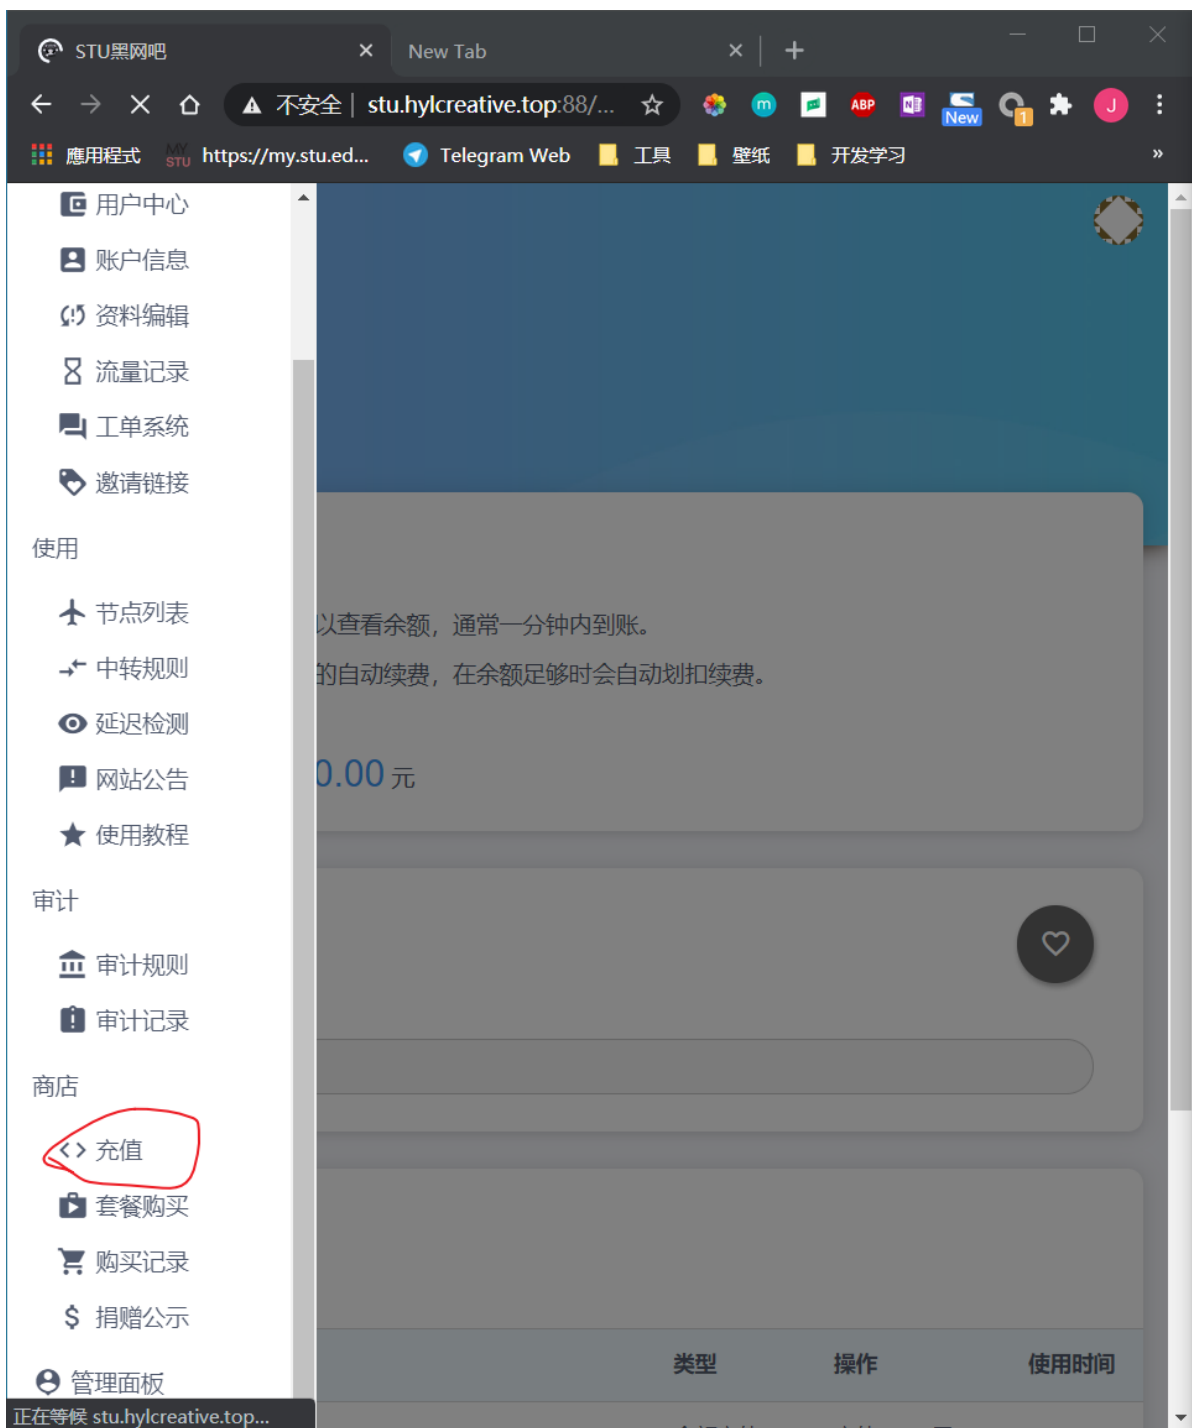 STU黑网吧
New Tab
不安全 | stu.hylcreative.top:88/...
m
ABP
N
New
1
J
應用程式
MY STU
https://my.stu.ed...
Telegram Web
工具
壁纸
开发学习
»
用户中心
账户信息
资料编辑
流量记录
工单系统
邀请链接
使用
节点列表
以查看余额，通常一分钟内到账。
中转规则
的自动续费，在余额足够时会自动划扣续费。
延迟检测
网站公告
0.00 元
使用教程
审计
审计规则
审计记录
商店
充值
套餐购买
购买记录
捐赠公示
类型 操作 使用时间
管理面板
正在等候 stu.hylcreative.top...